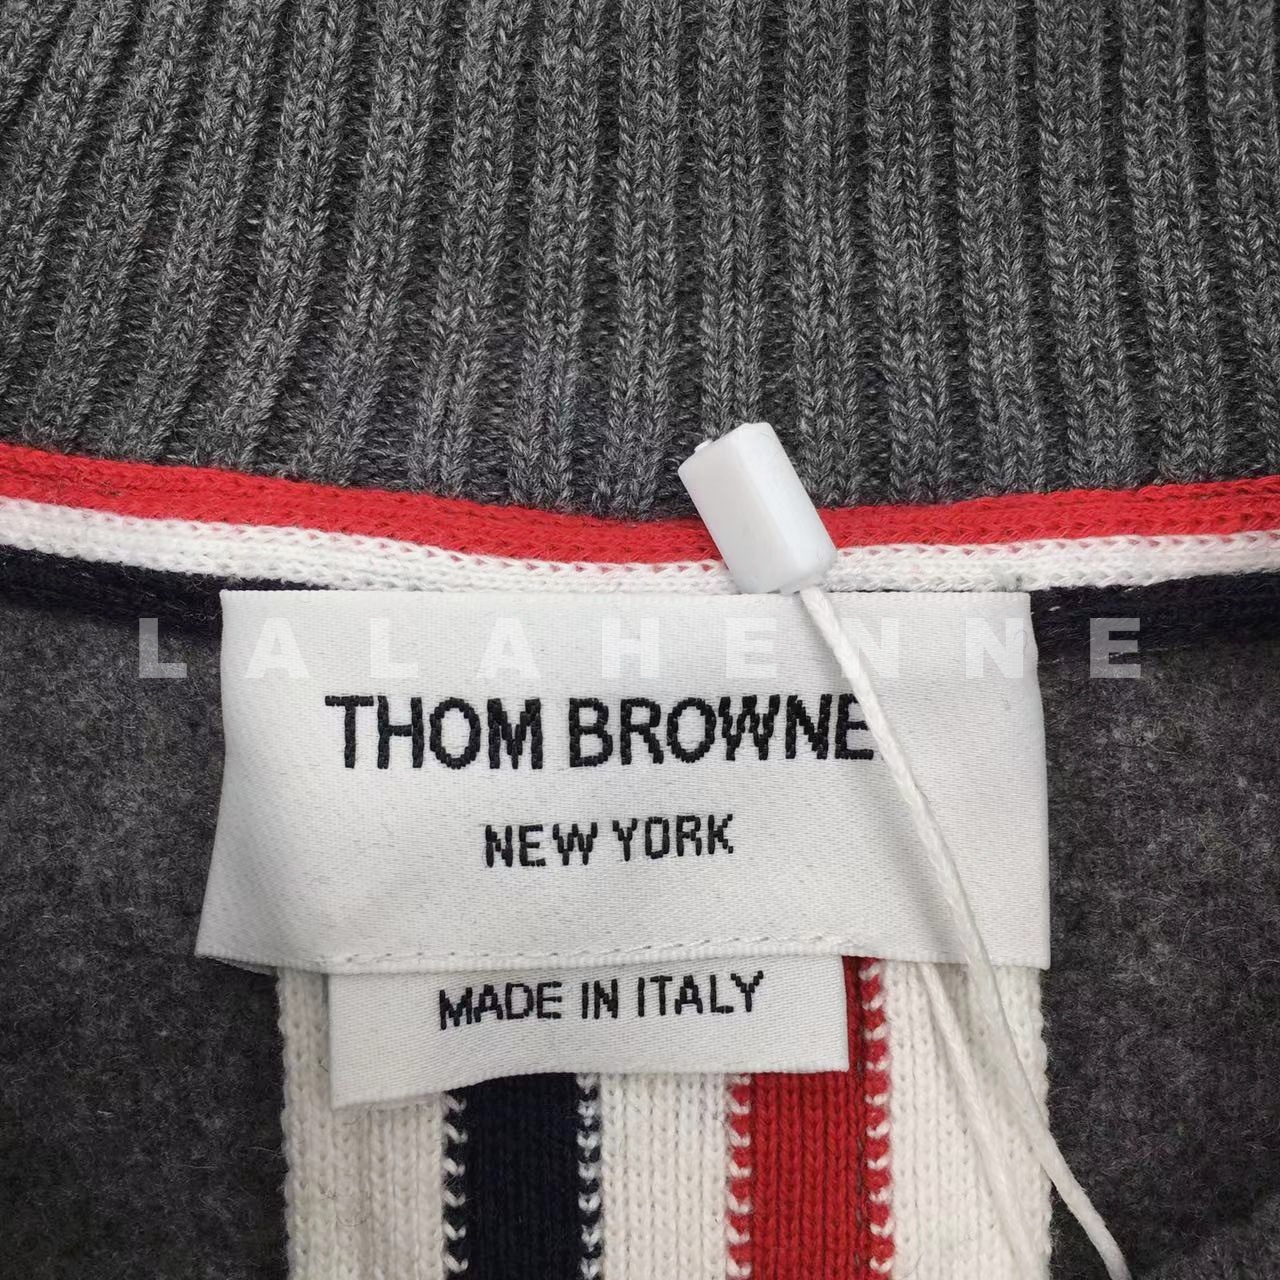 LALAHENNE
THOM BROWNE
NEW YORK
MADE IN ITALY